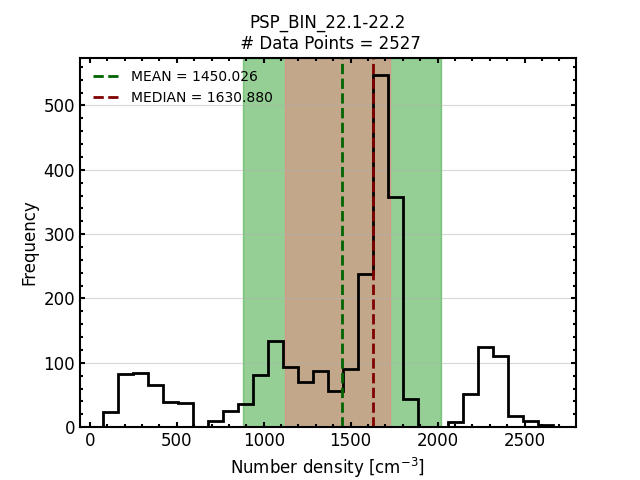 PSP_BIN_22.1-22.2
# Data Points = 2527
MEAN = 1450.026
MEDIAN = 1630.880
500
400
300
200
100
0
Frequency
0 500 1000 1500 2000 2500
Number density [cm⁻³]